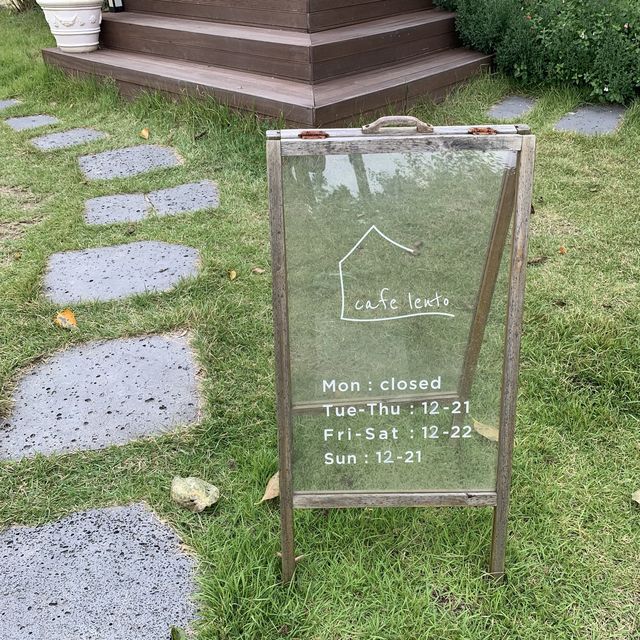 cafe lento
Mon : closed
Tue-Thu : 12-21
Fri-Sat : 12-22
Sun : 12-21